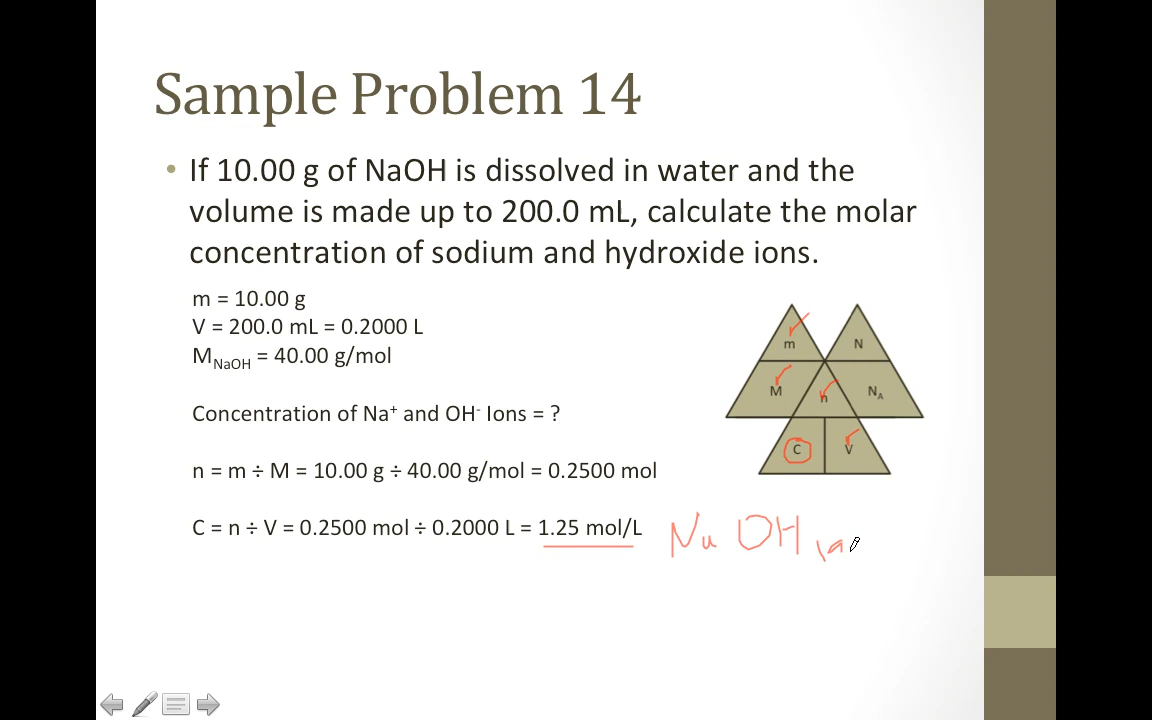 Sample Problem 14
• If 10.00 g of NaOH is dissolved in water and the
volume is made up to 200.0 mL, calculate the molar
concentration of sodium and hydroxide ions.
m = 10.00 g
V = 200.0 mL = 0.2000 L
M_NaOH = 40.00 g/mol
Concentration of Na⁺ and OH⁻ Ions = ?
n = m ÷ M = 10.00 g ÷ 40.00 g/mol = 0.2500 mol
C = n ÷ V = 0.2500 mol ÷ 0.2000 L = 1.25 mol/L
m N
M n N_A
C V
Na OH (a